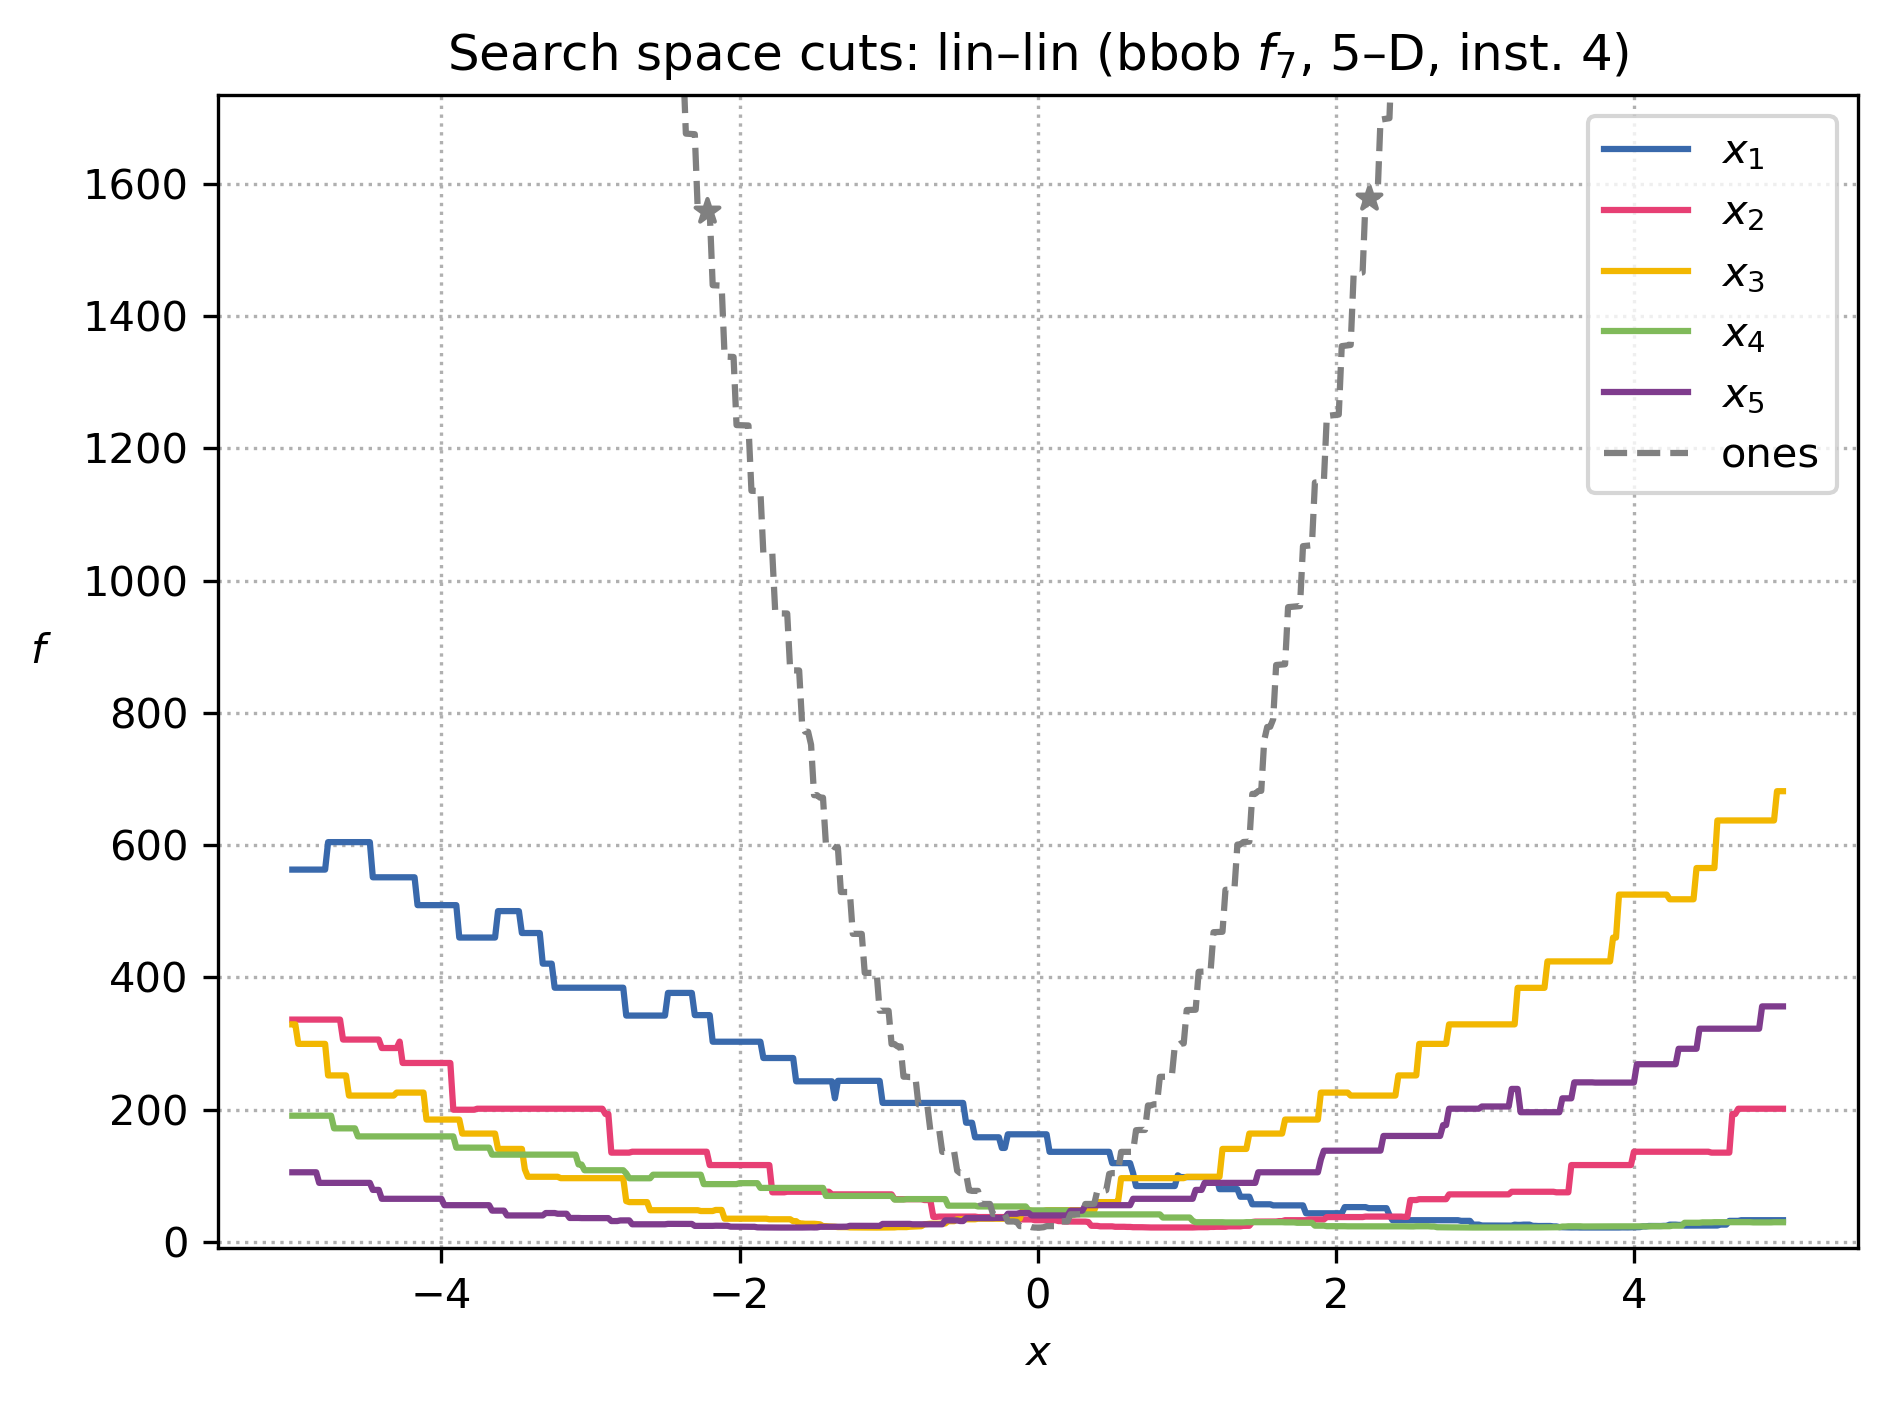 Search space cuts: lin–lin (bbob f₇, 5–D, inst. 4)
1600
1400
1200
1000
800
600
400
200
0
f
−4
−2
0
2
4
x
x₁
x₂
x₃
x₄
x₅
ones